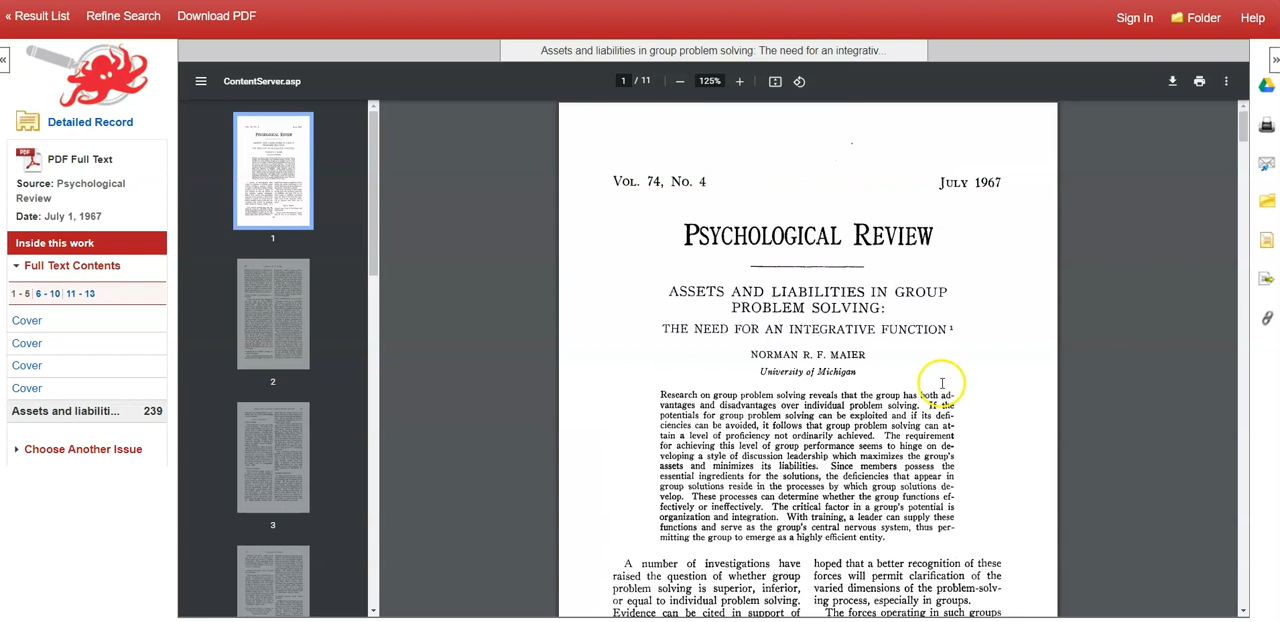 « Result List Refine Search Download PDF
Sign In Folder Help
«
»
Assets and liabilities in group problem solving: The need for an integrativ...
ContentServer.asp
1 / 11 — 125% +
Detailed Record
PDF
PDF Full Text
Source: Psychological
Review
Date: July 1, 1967
Inside this work
Full Text Contents
1 - 5 | 6 - 10 | 11 - 13
Cover
Cover
Cover
Cover
Assets and liabiliti... 239
Choose Another Issue
1
2
3
VOL. 74, NO. 4 JULY 1967
PSYCHOLOGICAL REVIEW
ASSETS AND LIABILITIES IN GROUP
PROBLEM SOLVING:
THE NEED FOR AN INTEGRATIVE FUNCTION ¹
NORMAN R. F. MAIER
University of Michigan
Research on group problem solving reveals that the group has both ad-
vantages and disadvantages over individual problem solving. If the
potentials for group problem solving can be exploited and if its defi-
ciencies can be avoided, it follows that group problem solving can at-
tain a level of proficiency not ordinarily achieved. The requirement
for achieving this level of group performance seems to hinge on de-
veloping a style of discussion leadership which maximizes the group's
assets and minimizes its liabilities. Since members possess the
essential ingredients for the solutions, the deficiencies that appear in
group solutions reside in the processes by which group solutions de-
velop. These processes can determine whether the group functions ef-
fectively or ineffectively. The critical factor in a group's potential is
organization and integration. With training, a leader can supply these
functions and serve as the group's central nervous system, thus per-
mitting the group to emerge as a highly efficient entity.
A number of investigations have
raised the question of whether group
problem solving is superior, inferior,
or equal to individual problem solving.
Evidence can be cited in support of
hoped that a better recognition of these
forces will permit clarification of the
varied dimensions of the problem-solv-
ing process, especially in groups.
The forces operating in such groups